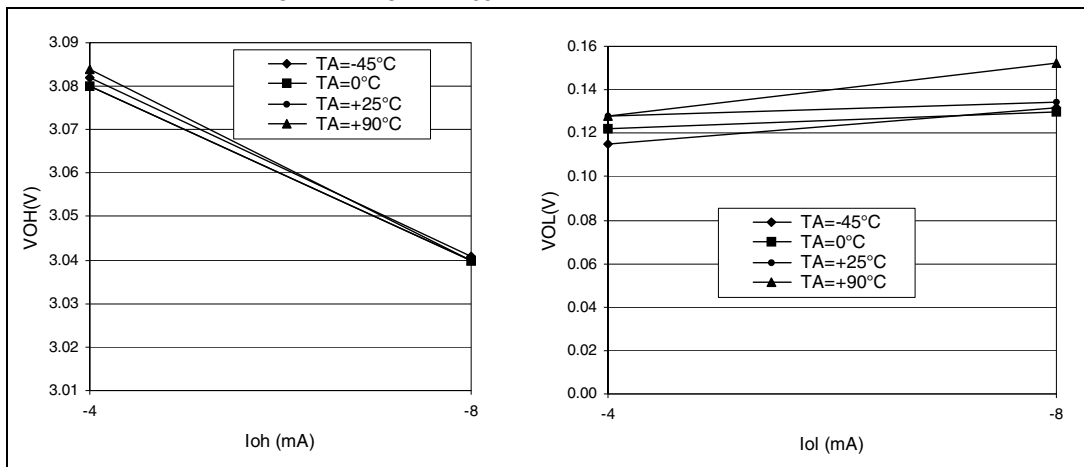 3.09
3.08
3.07
3.06
3.05
3.04
3.03
3.02
3.01
VOH(V)
-4
-8
Ioh (mA)
TA=-45°C
TA=0°C
TA=+25°C
TA=+90°C
0.16
0.14
0.12
0.10
0.08
0.06
0.04
0.02
0.00
VOL(V)
-4
-8
Iol (mA)
TA=-45°C
TA=0°C
TA=+25°C
TA=+90°C